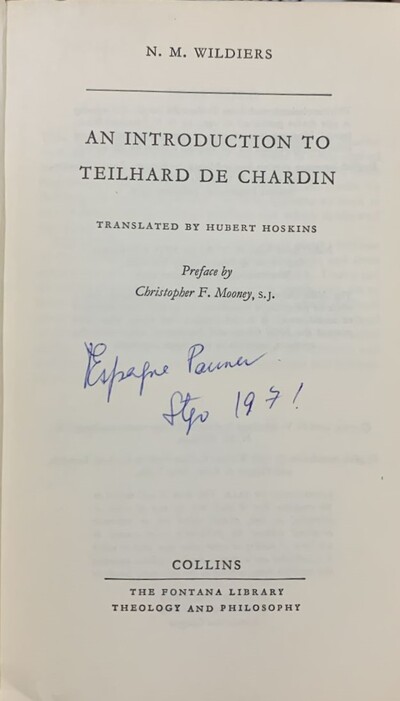 N. M. WILDIERS
AN INTRODUCTION TO
TEILHARD DE CHARDIN
TRANSLATED BY HUBERT HOSKINS
Preface by
Christopher F. Mooney, S.J.
Stgo 1971
COLLINS
THE FONTANA LIBRARY
THEOLOGY AND PHILOSOPHY